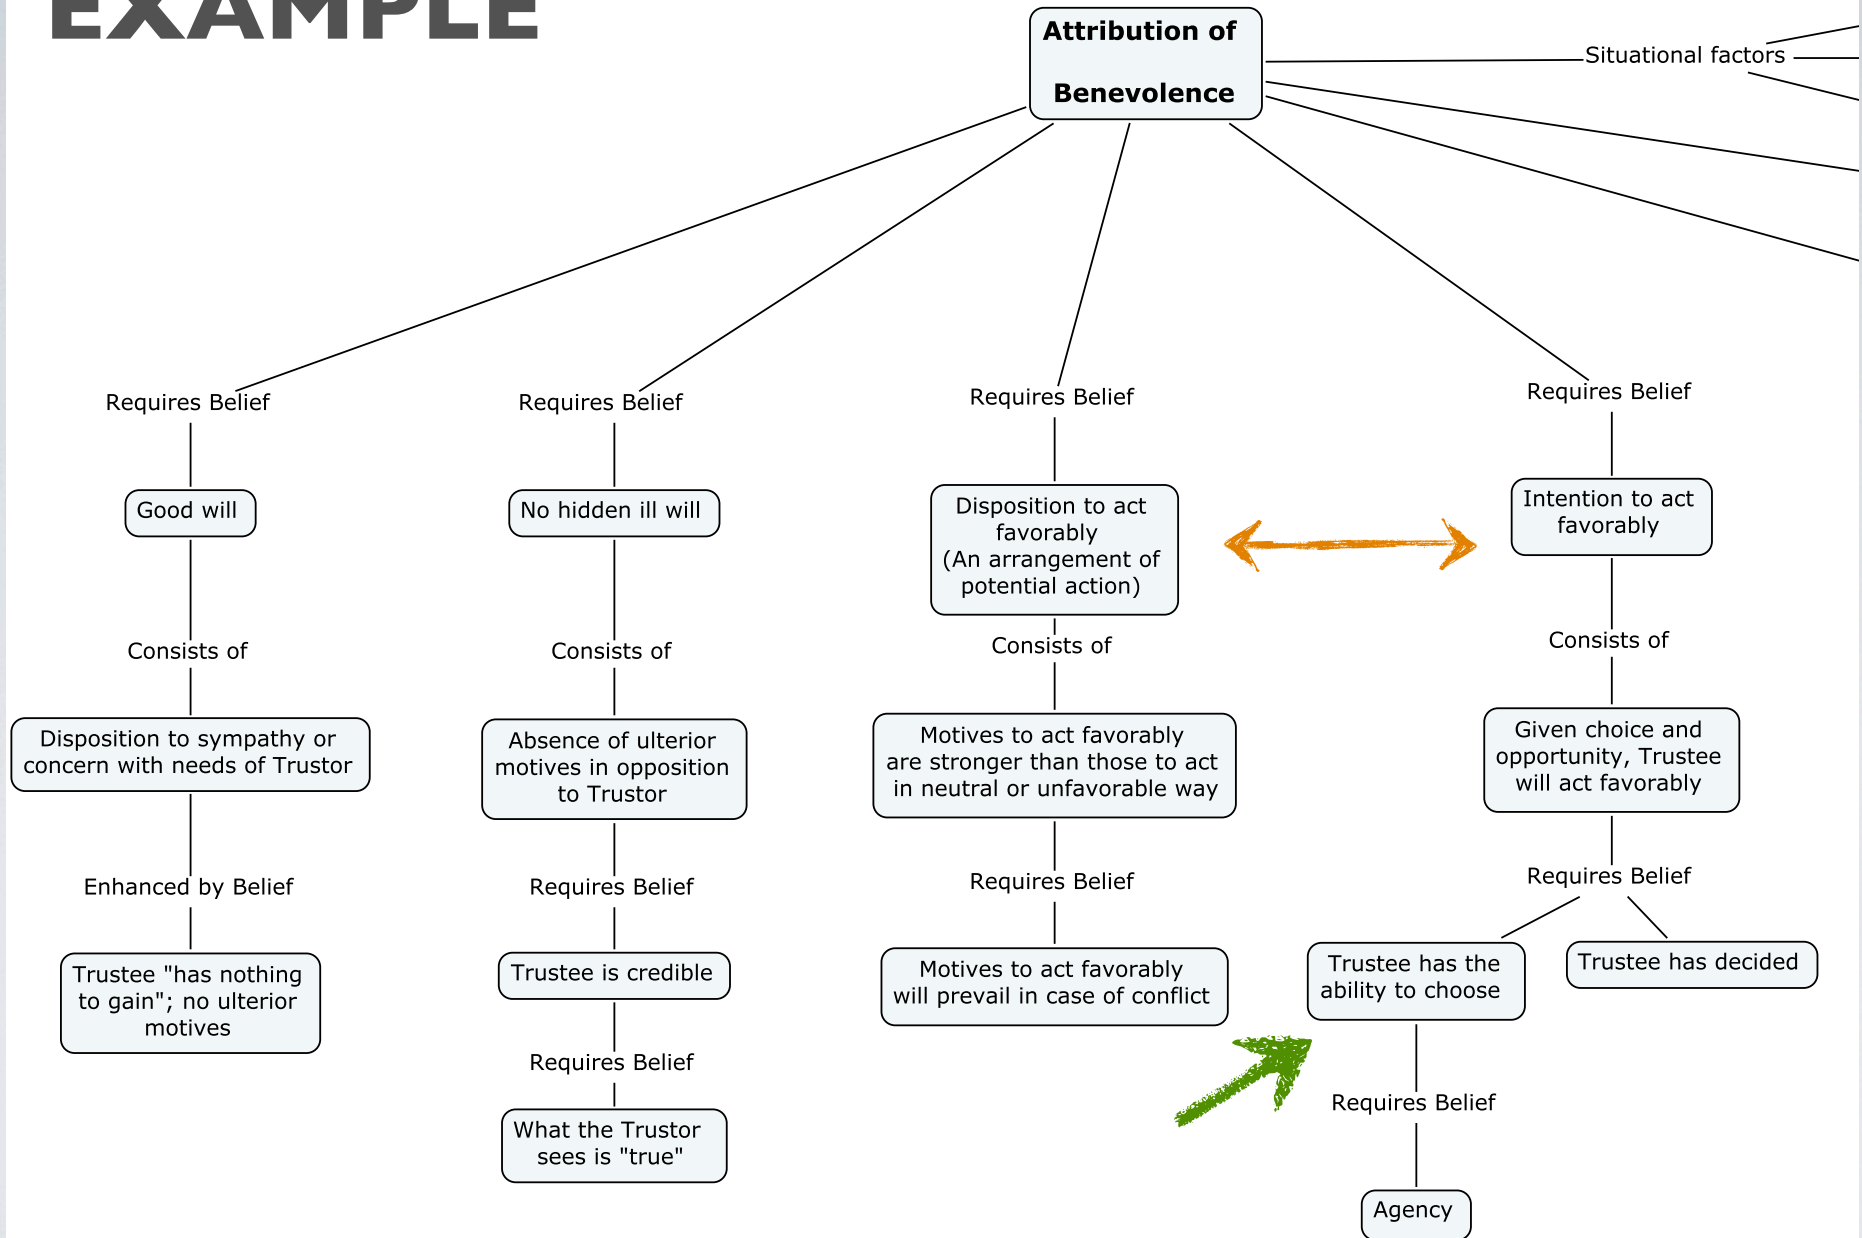 EXAMPLE
Attribution of
Benevolence
Situational factors
Requires Belief
Good will
Consists of
Disposition to sympathy or
concern with needs of Trustor
Enhanced by Belief
Trustee "has nothing
to gain"; no ulterior
motives
Requires Belief
No hidden ill will
Consists of
Absence of ulterior
motives in opposition
to Trustor
Requires Belief
Trustee is credible
Requires Belief
What the Trustor
sees is "true"
Requires Belief
Disposition to act
favorably
(An arrangement of
potential action)
Consists of
Motives to act favorably
are stronger than those to act
in neutral or unfavorable way
Requires Belief
Motives to act favorably
will prevail in case of conflict
Requires Belief
Intention to act
favorably
Consists of
Given choice and
opportunity, Trustee
will act favorably
Requires Belief
Trustee has the
ability to choose
Requires Belief
Agency
Trustee has decided